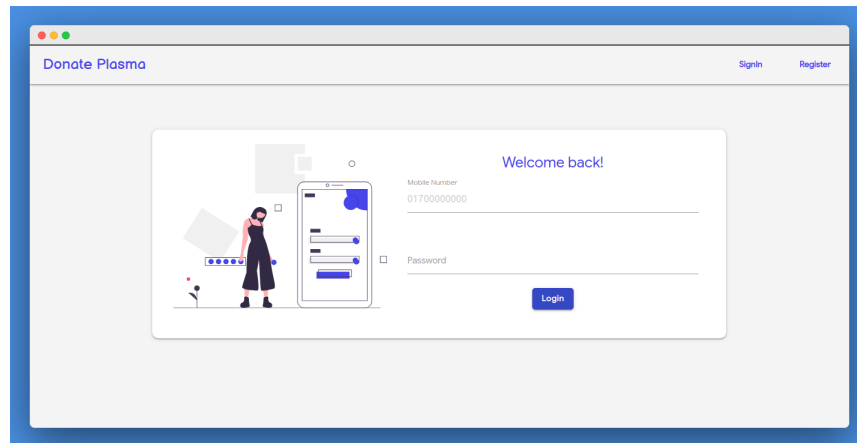 Donate Plasma
SignIn
Register
Welcome back!
Mobile Number
01700000000
Password
Login